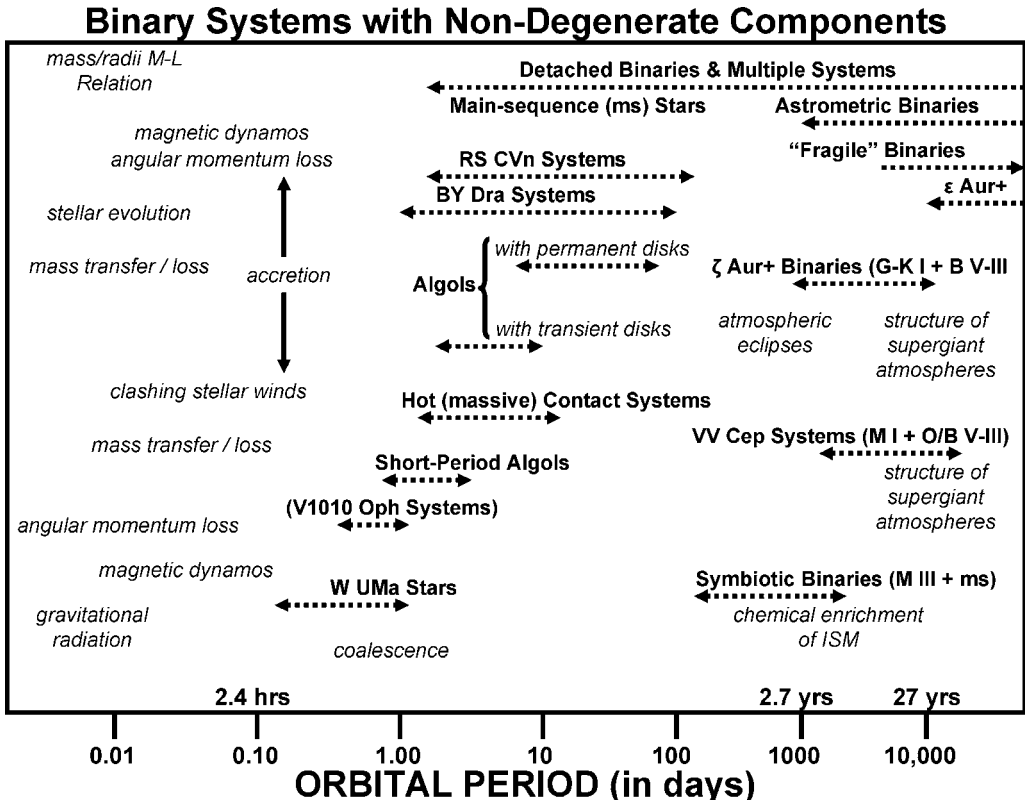 Binary Systems with Non-Degenerate Components
mass/radii M-L
Relation
Detached Binaries & Multiple Systems
Main-sequence (ms) Stars
Astrometric Binaries
magnetic dynamos
angular momentum loss
"Fragile" Binaries
RS CVn Systems
ε Aur+
BY Dra Systems
stellar evolution
with permanent disks
mass transfer / loss
accretion
Algols
ζ Aur+ Binaries (G-K I + B V-III
with transient disks
atmospheric
eclipses
structure of
supergiant
atmospheres
clashing stellar winds
Hot (massive) Contact Systems
mass transfer / loss
VV Cep Systems (M I + O/B V-III)
Short-Period Algols
structure of
supergiant
atmospheres
(V1010 Oph Systems)
angular momentum loss
magnetic dynamos
W UMa Stars
Symbiotic Binaries (M III + ms)
gravitational
radiation
chemical enrichment
of ISM
coalescence
2.4 hrs
2.7 yrs
27 yrs
0.01
0.10
1.00
10
100
1000
10,000
ORBITAL PERIOD (in days)